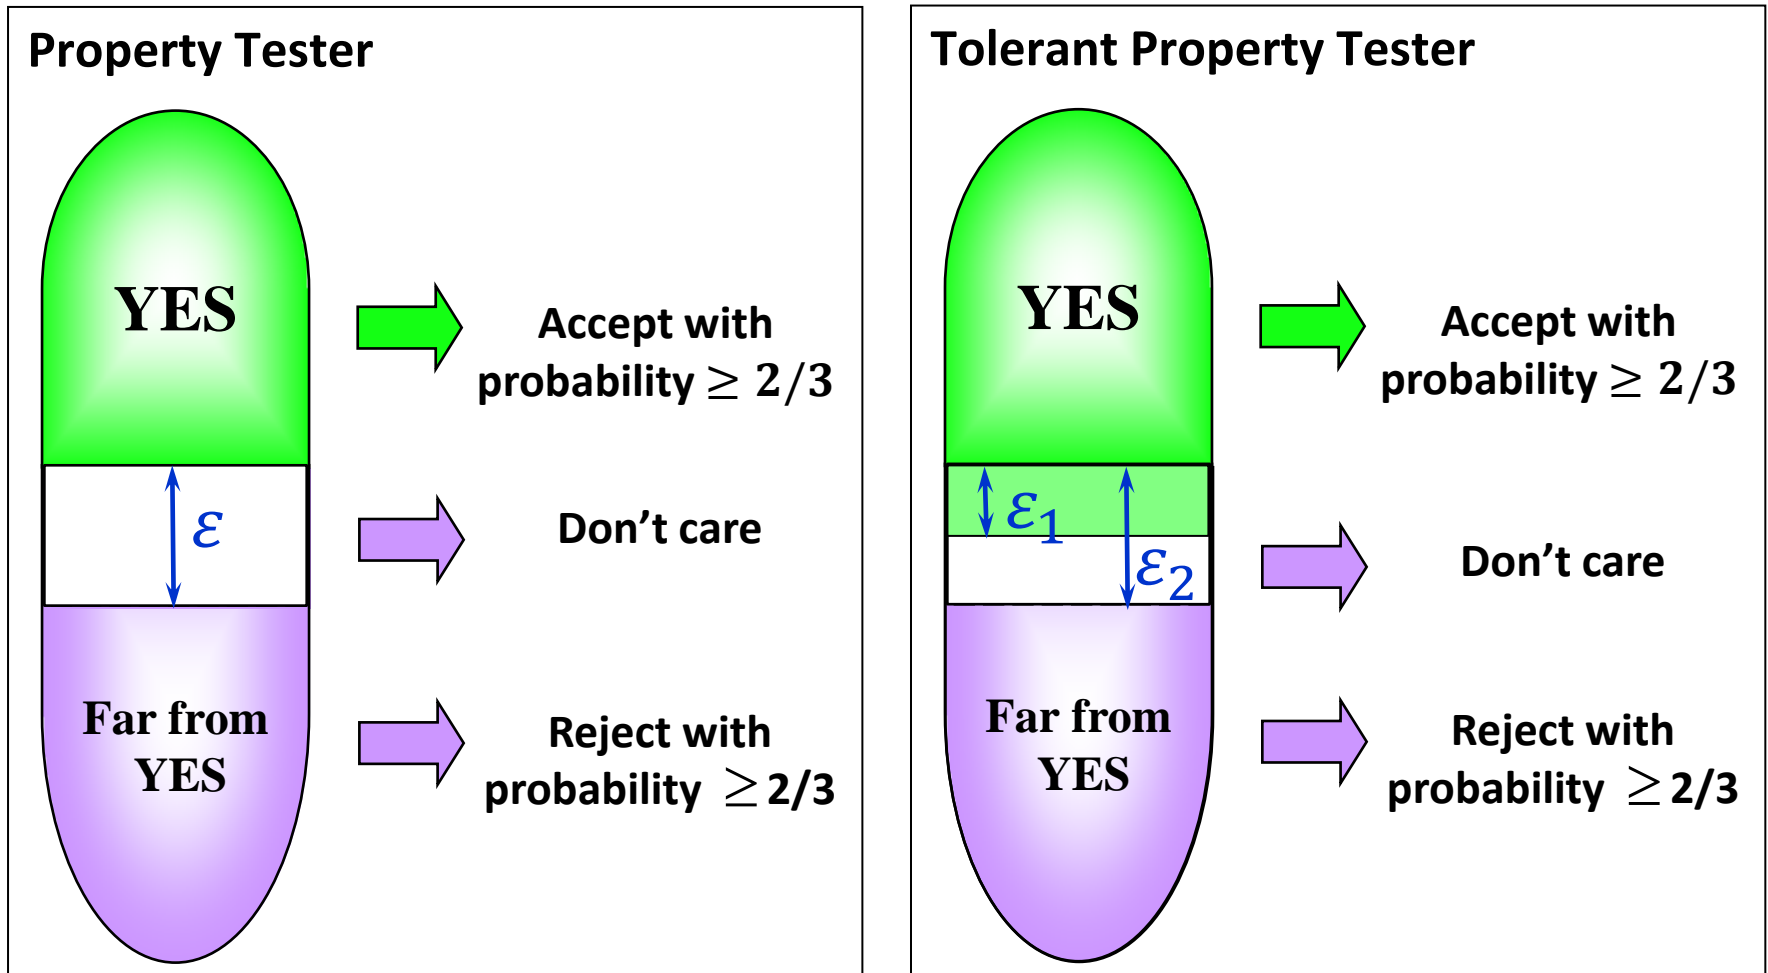 Property Tester
YES
Accept with
probability ≥ 2/3
ε
Don't care
Far from
YES
Reject with
probability ≥ 2/3
Tolerant Property Tester
YES
Accept with
probability ≥ 2/3
ε₁
ε₂
Don't care
Far from
YES
Reject with
probability ≥ 2/3